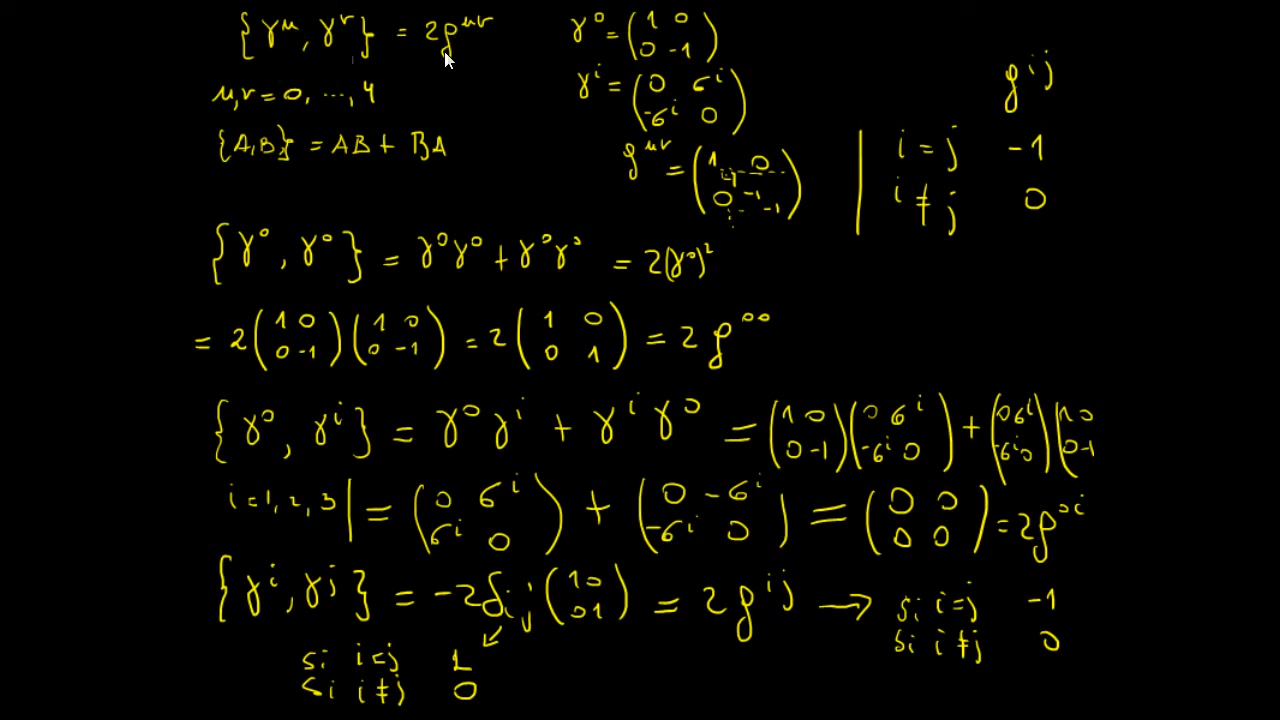 {γ^μ, γ^ν} = 2g^μν
γ^0 = (1 0 / 0 -1)
μ,ν = 0, ..., 4
γ^i = (0 σ^i / -σ^i 0)
{A,B} = AB + BA
g^μν = (1 0 / 0 -1 -1)
g^ij
i = j -1
i ≠ j 0
{γ^0, γ^0} = γ^0γ^0 + γ^0γ^0 = 2(γ^0)^2
= 2(1 0 / 0 -1)(1 0 / 0 -1) = 2(1 0 / 0 1) = 2g^00
{γ^0, γ^i} = γ^0γ^i + γ^iγ^0 = (1 0 / 0 -1)(0 σ^i / -σ^i 0) + (0 σ^i / -σ^i 0)(1 0 / 0 -1
i = 1, 2, 3 | = (0 σ^i / σ^i 0) + (0 -σ^i / -σ^i 0) = (0 0 / 0 0) = 2g^0i
{γ^i, γ^j} = -2δ_ij (1 0 / 0 1) = 2g^ij → si i=j -1
si i≠j 0
si i=j 1
si i≠j 0